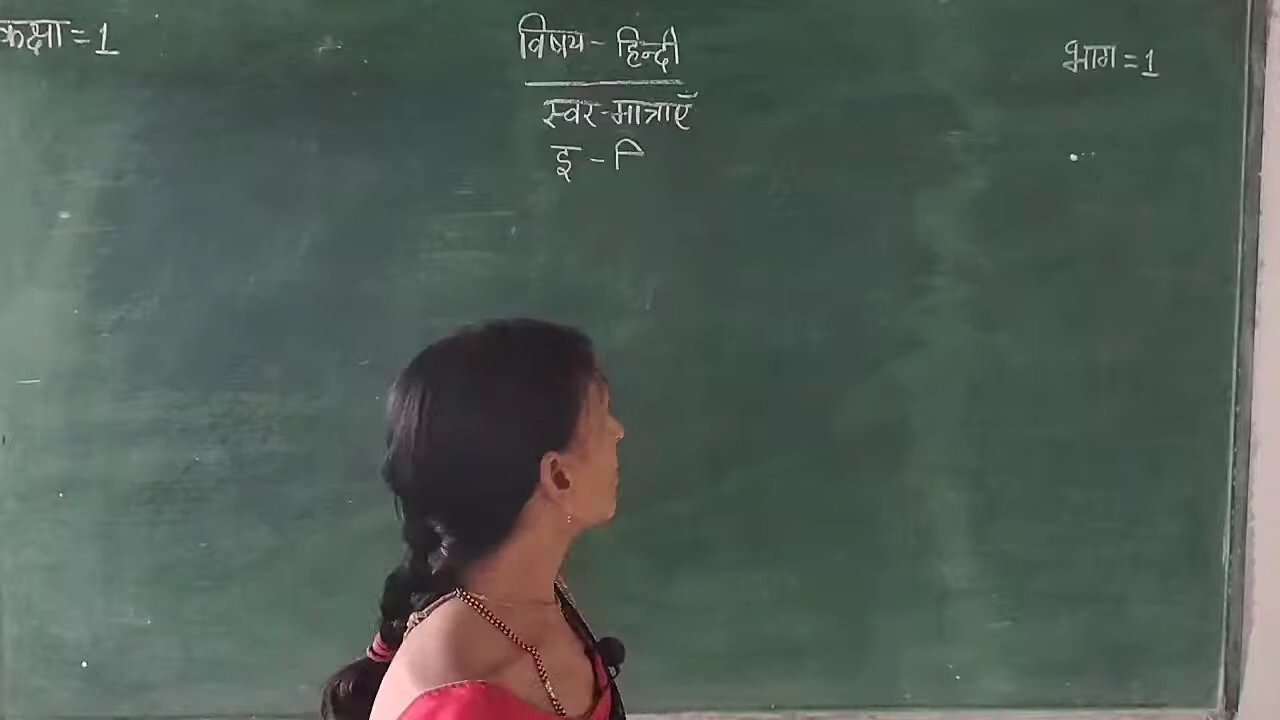 कक्षा = 1
विषय - हिन्दी
भाग = 1
स्वर-मात्राएँ
इ - ि